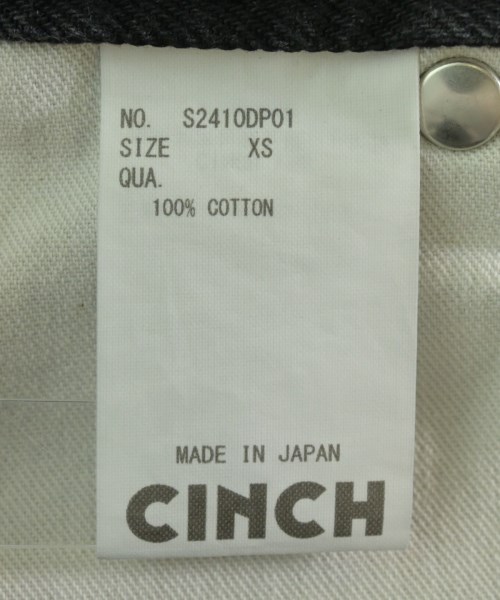 NO. S2410DP01
SIZE XS
QUA.
100% COTTON
MADE IN JAPAN
CINCH